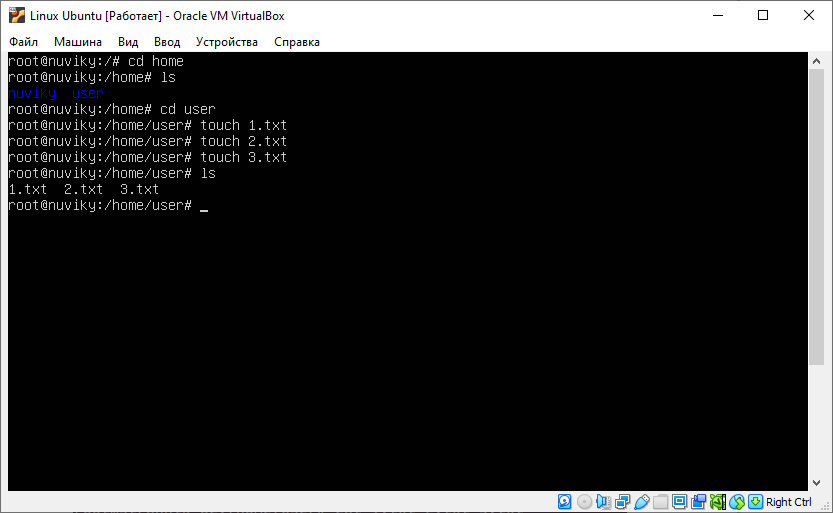 Linux Ubuntu [Работает] - Oracle VM VirtualBox
Файл Машина Вид Ввод Устройства Справка
root@nuviky:/# cd home
root@nuviky:/home# ls
nuviky user
root@nuviky:/home# cd user
root@nuviky:/home/user# touch 1.txt
root@nuviky:/home/user# touch 2.txt
root@nuviky:/home/user# touch 3.txt
root@nuviky:/home/user# ls
1.txt 2.txt 3.txt
root@nuviky:/home/user# _
Right Ctrl